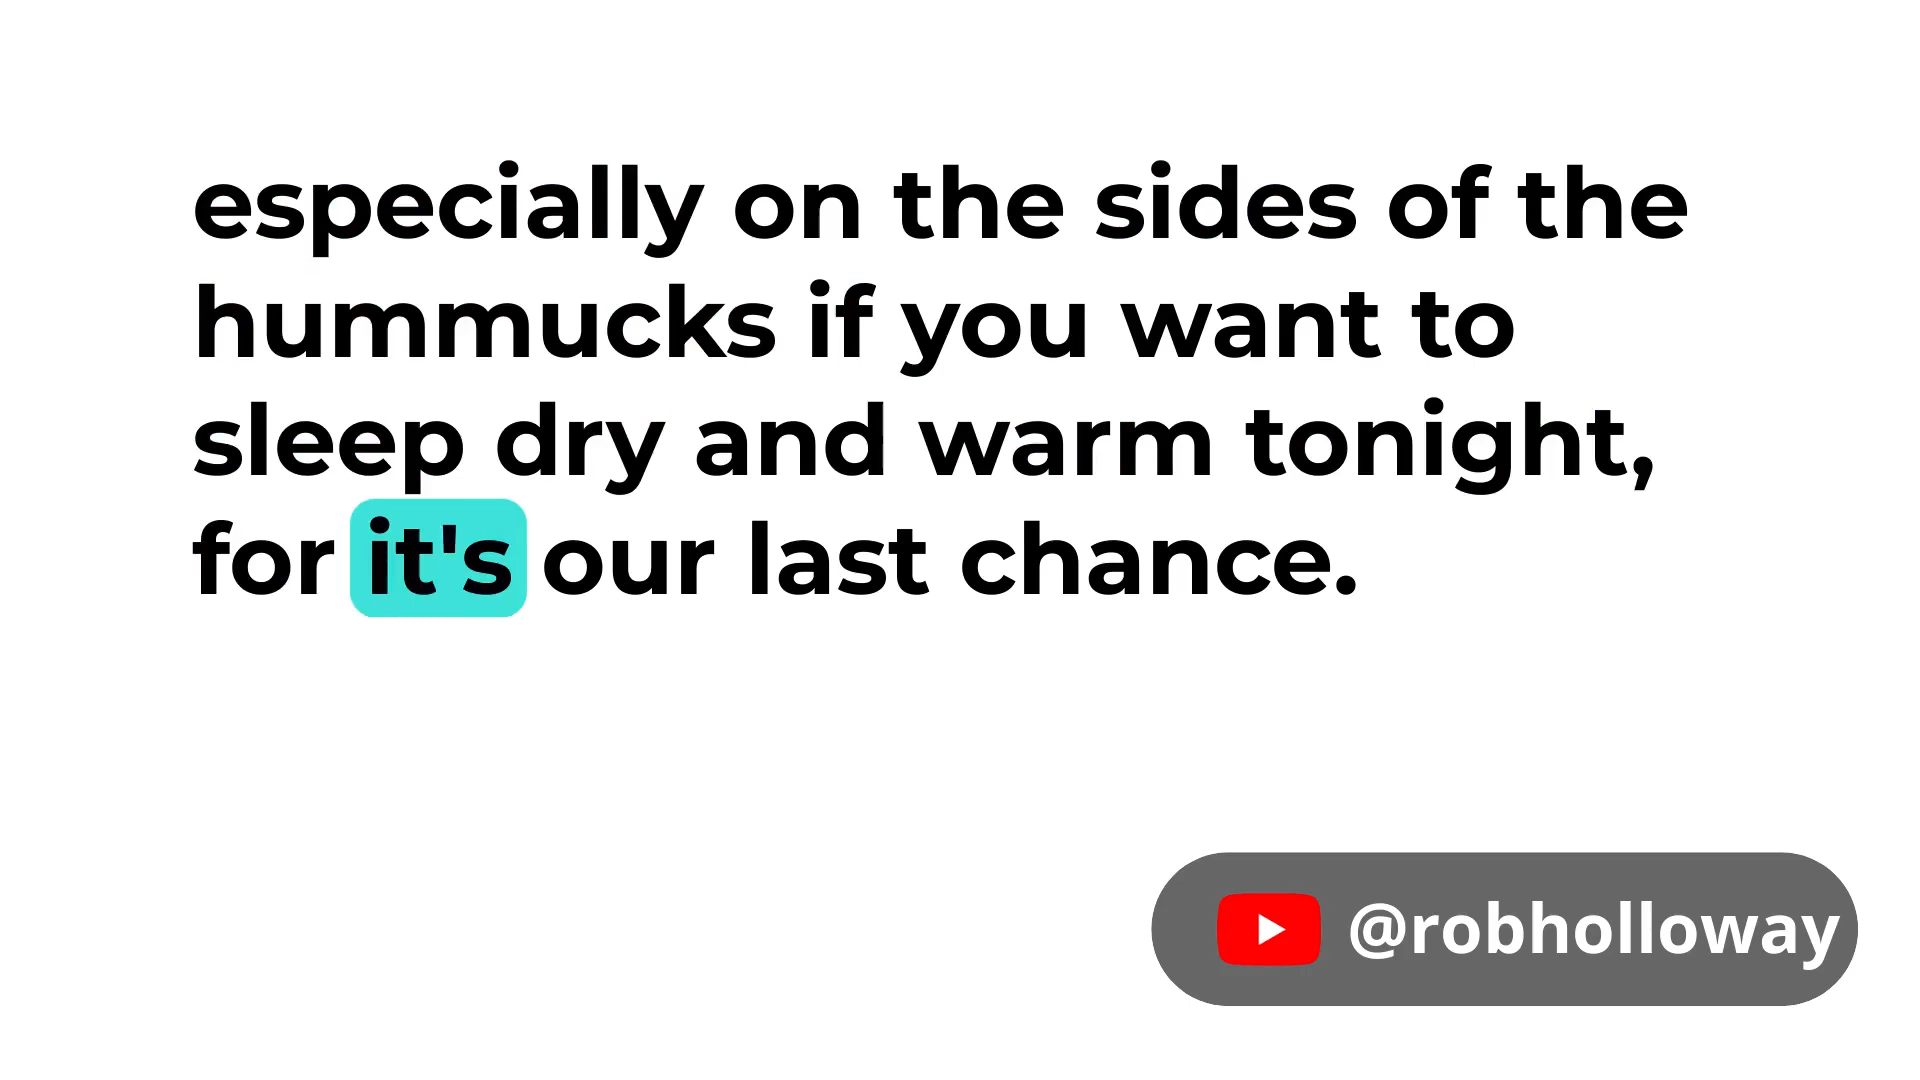 especially on the sides of the
hummucks if you want to
sleep dry and warm tonight,
for it's our last chance.
@robholloway